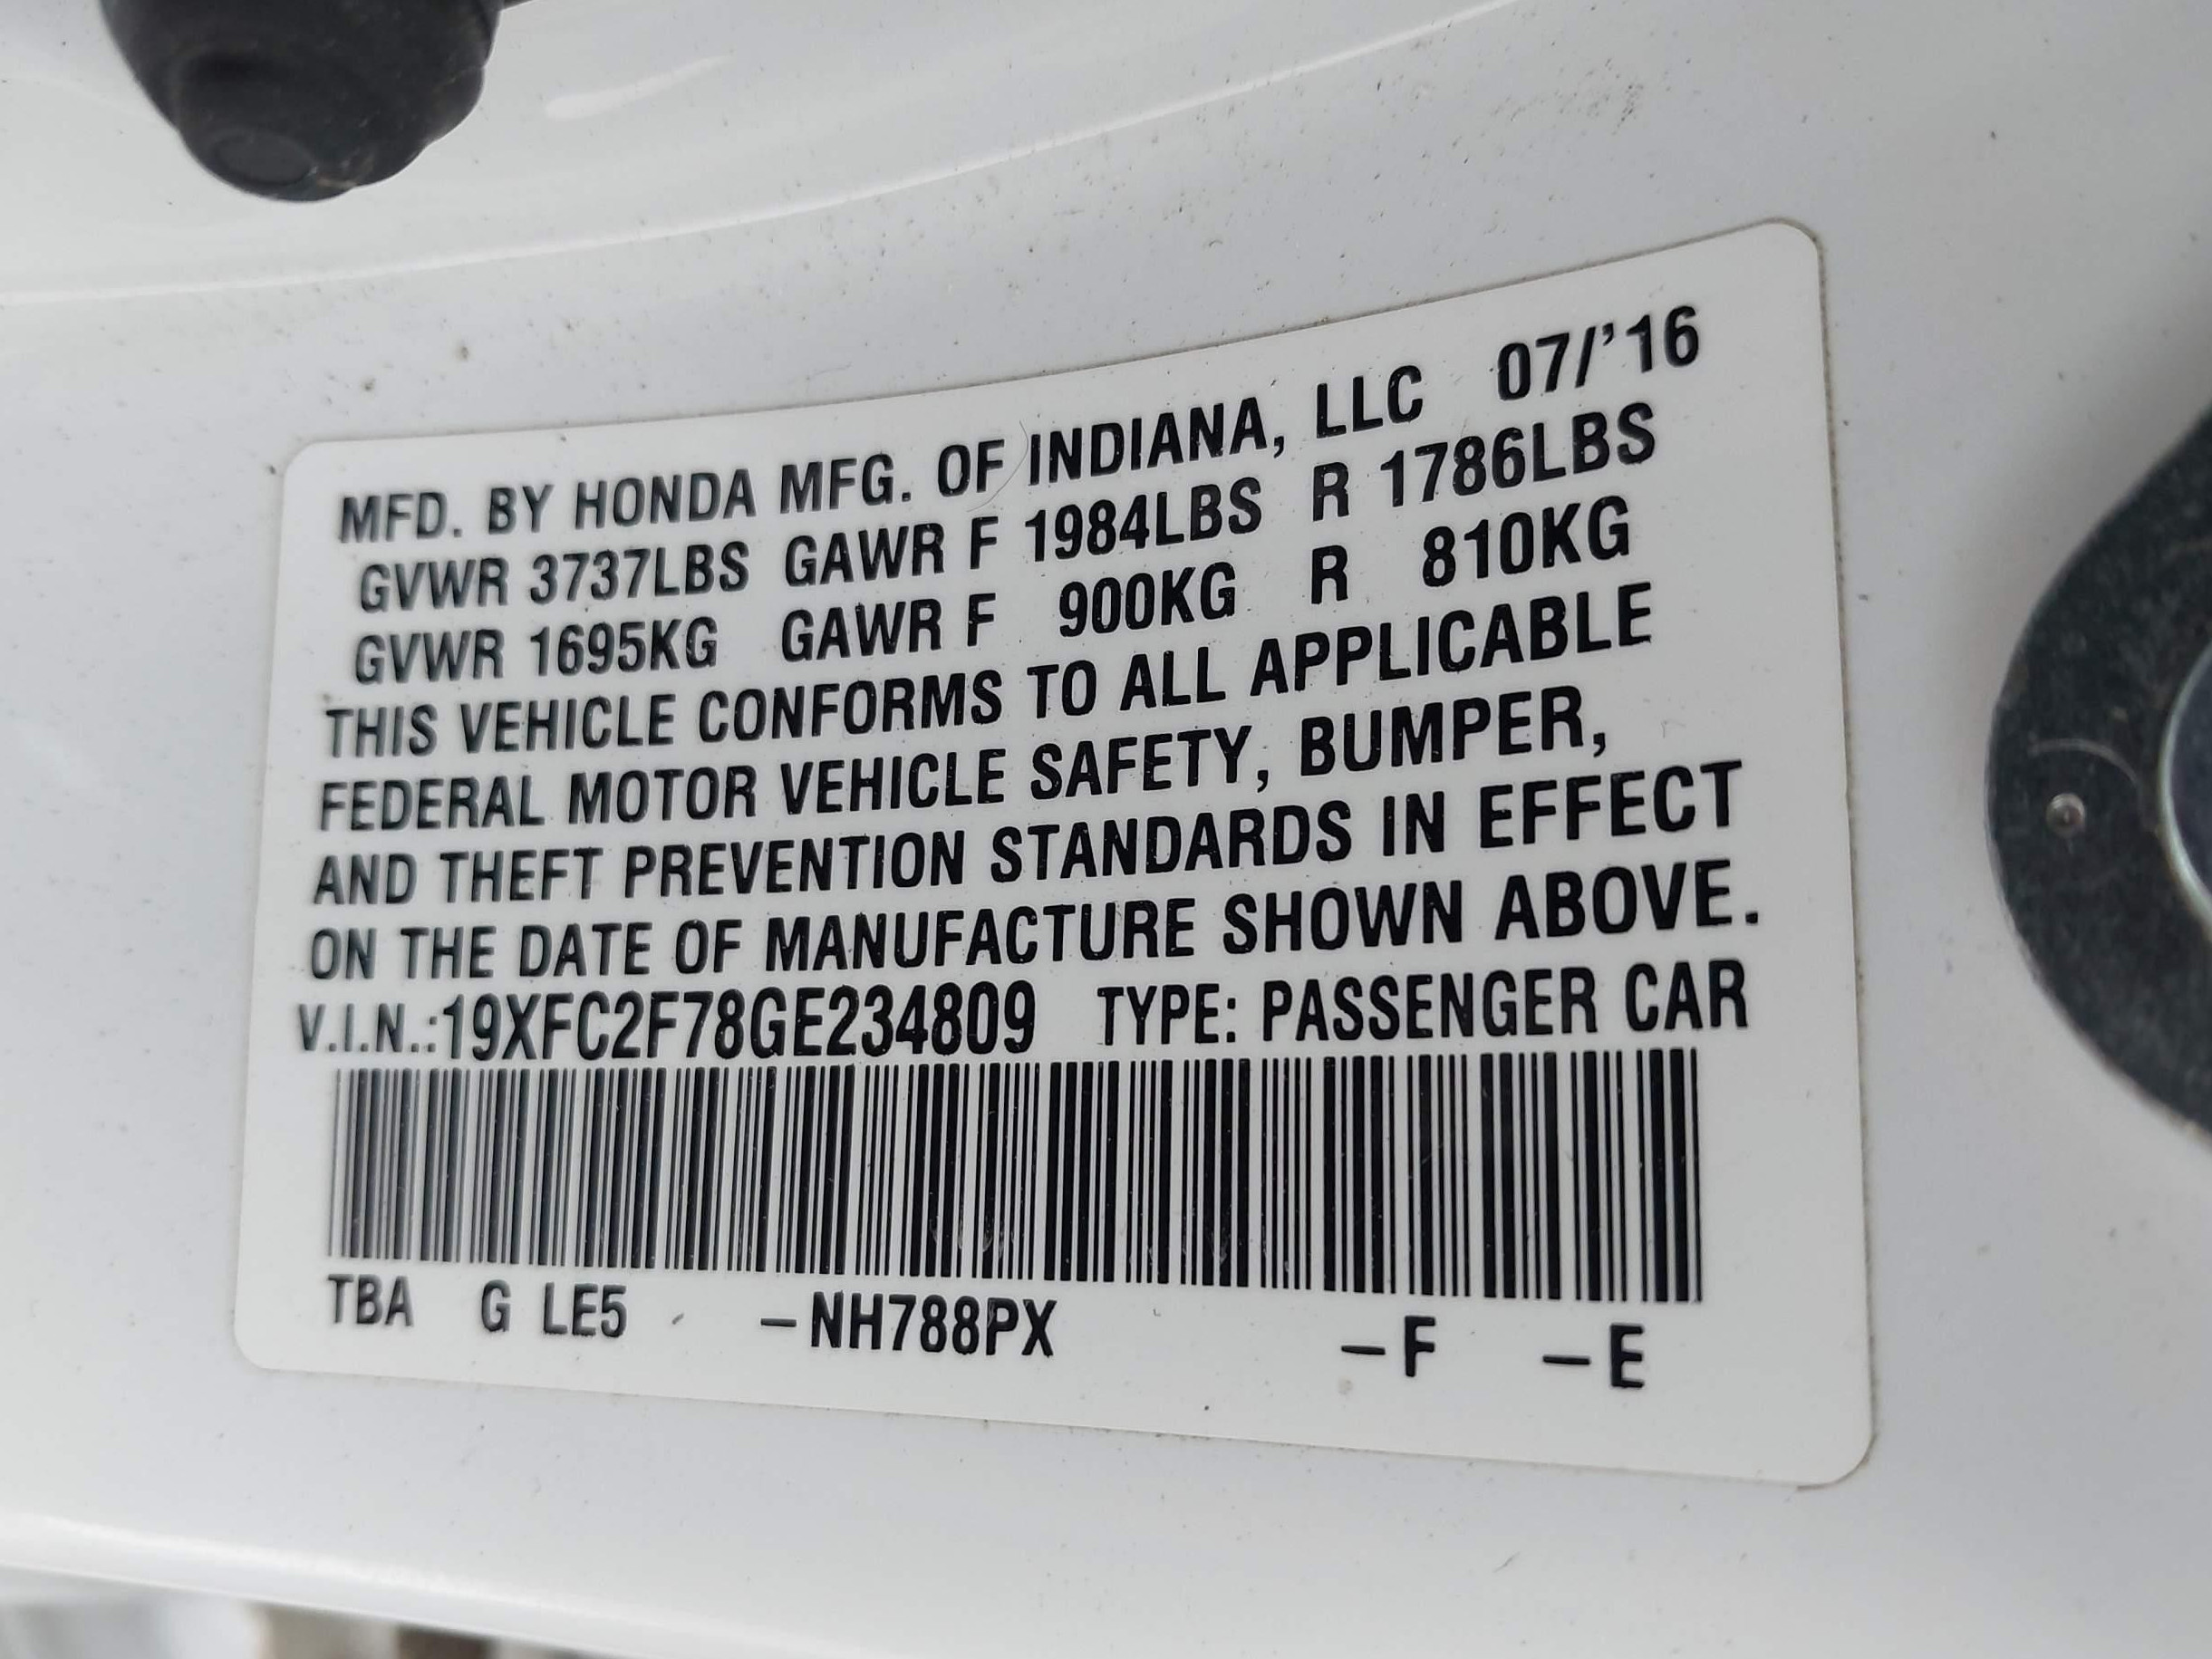 MFD. BY HONDA MFG. OF INDIANA, LLC 07/'16
GVWR 3737LBS GAWR F 1984LBS R 1786LBS
GVWR 1695KG GAWR F 900KG R 810KG
THIS VEHICLE CONFORMS TO ALL APPLICABLE
FEDERAL MOTOR VEHICLE SAFETY, BUMPER,
AND THEFT PREVENTION STANDARDS IN EFFECT
ON THE DATE OF MANUFACTURE SHOWN ABOVE.
V.I.N.:19XFC2F78GE234809 TYPE: PASSENGER CAR
TBA G LE5 -NH788PX -F -E